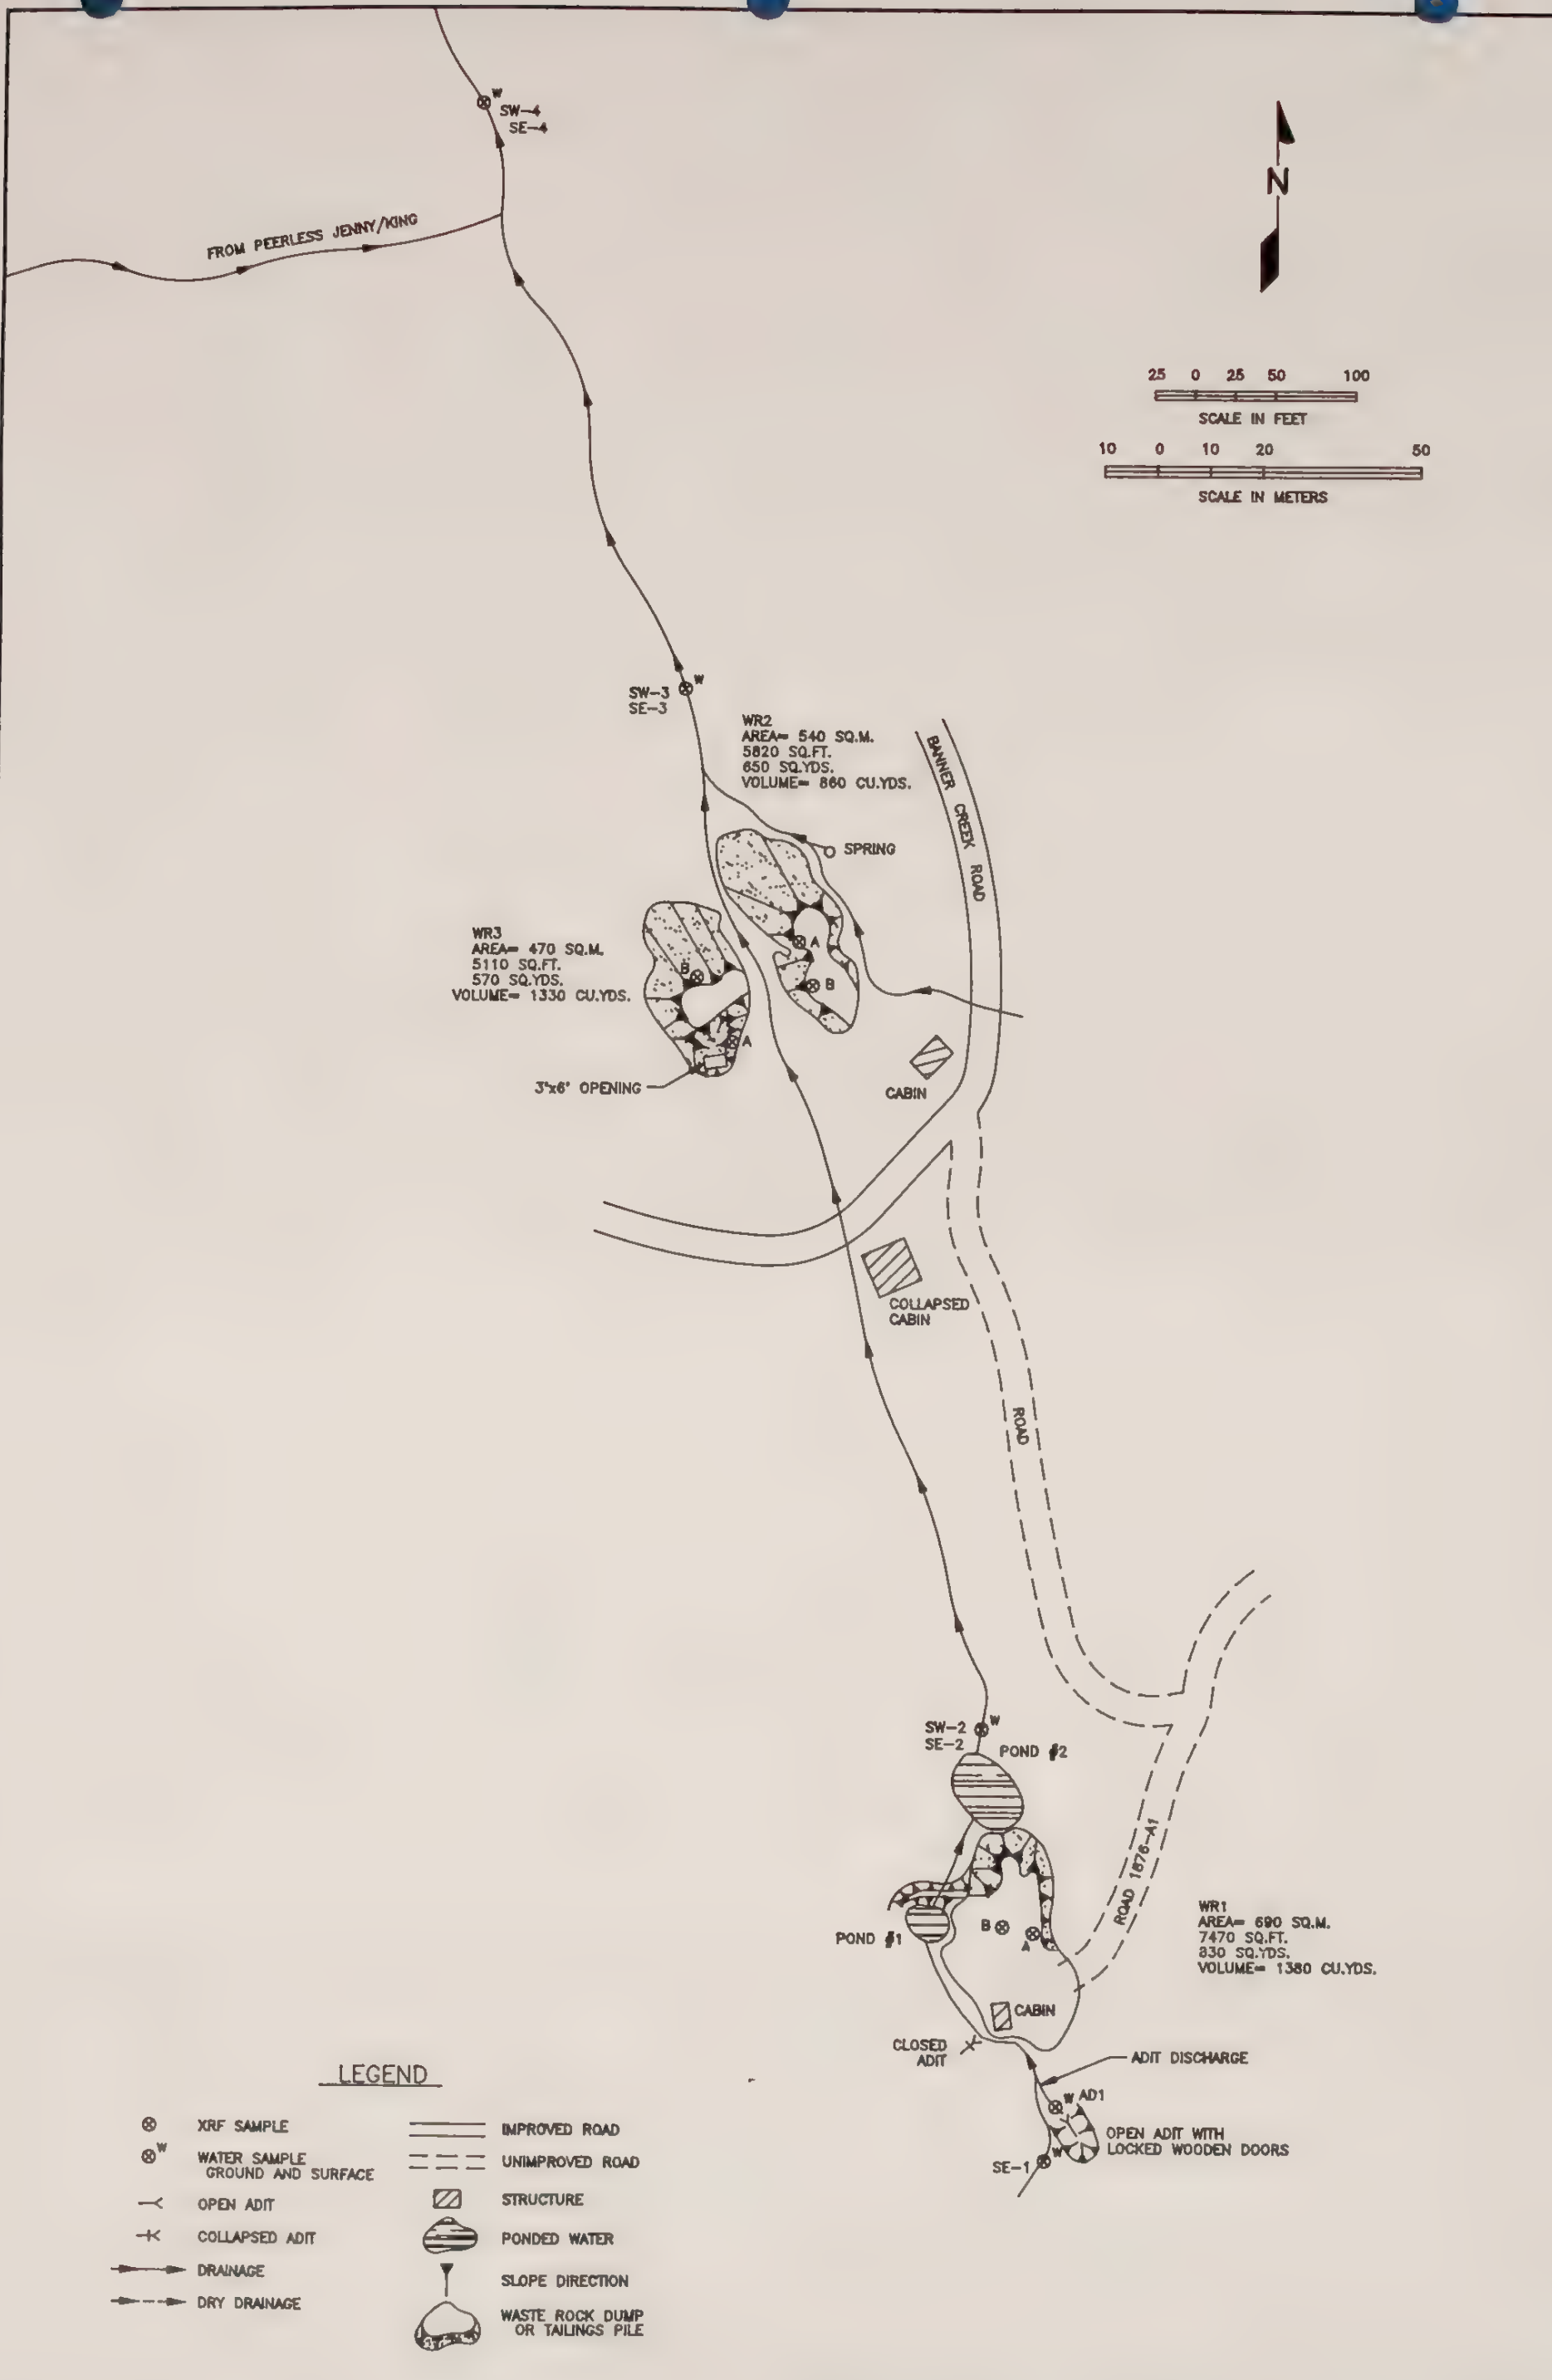 W
SW-4
SE-4
FROM PEERLESS JENNY/KING
N
25 0 25 50 100
SCALE IN FEET
10 0 10 20 50
SCALE IN METERS
W
SW-3
SE-3
WR2
AREA= 540 SQ.M.
5820 SQ.FT.
650 SQ.YDS.
VOLUME= 860 CU.YDS.
BANNER CREEK ROAD
SPRING
A
B
WR3
AREA= 470 SQ.M.
5110 SQ.FT.
570 SQ.YDS.
VOLUME= 1330 CU.YDS.
B
A
3'x6' OPENING
CABIN
COLLAPSED
CABIN
ROAD
SW-2
SE-2
W
POND #2
ROAD 1876-A1
B
A
POND #1
WR1
AREA= 690 SQ.M.
7470 SQ.FT.
830 SQ.YDS.
VOLUME= 1380 CU.YDS.
CABIN
CLOSED
ADIT
ADIT DISCHARGE
W AD1
OPEN ADIT WITH
LOCKED WOODEN DOORS
W
SE-1
LEGEND
XRF SAMPLE
W
WATER SAMPLE
GROUND AND SURFACE
OPEN ADIT
COLLAPSED ADIT
DRAINAGE
DRY DRAINAGE
IMPROVED ROAD
UNIMPROVED ROAD
STRUCTURE
PONDED WATER
SLOPE DIRECTION
WASTE ROCK DUMP
OR TAILINGS PILE